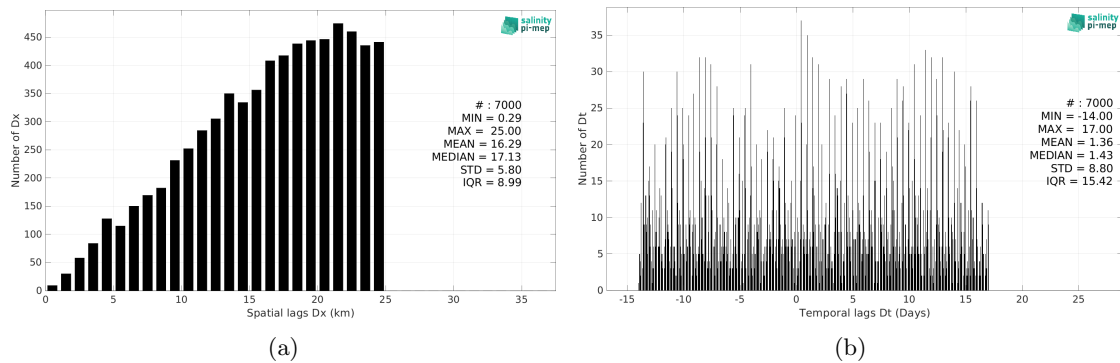 salinity
pi-mep
450
400
350
300
250
200
150
100
50
0
Number of Dx
# : 7000
MIN = 0.29
MAX = 25.00
MEAN = 16.29
MEDIAN = 17.13
STD = 5.80
IQR = 8.99
0 5 10 15 20 25 30 35
Spatial lags Dx (km)
(a)
salinity
pi-mep
35
30
25
20
15
10
5
0
Number of Dt
# : 7000
MIN = -14.00
MAX = 17.00
MEAN = 1.36
MEDIAN = 1.43
STD = 8.80
IQR = 15.42
-15 -10 -5 0 5 10 15 20 25
Temporal lags Dt (Days)
(b)